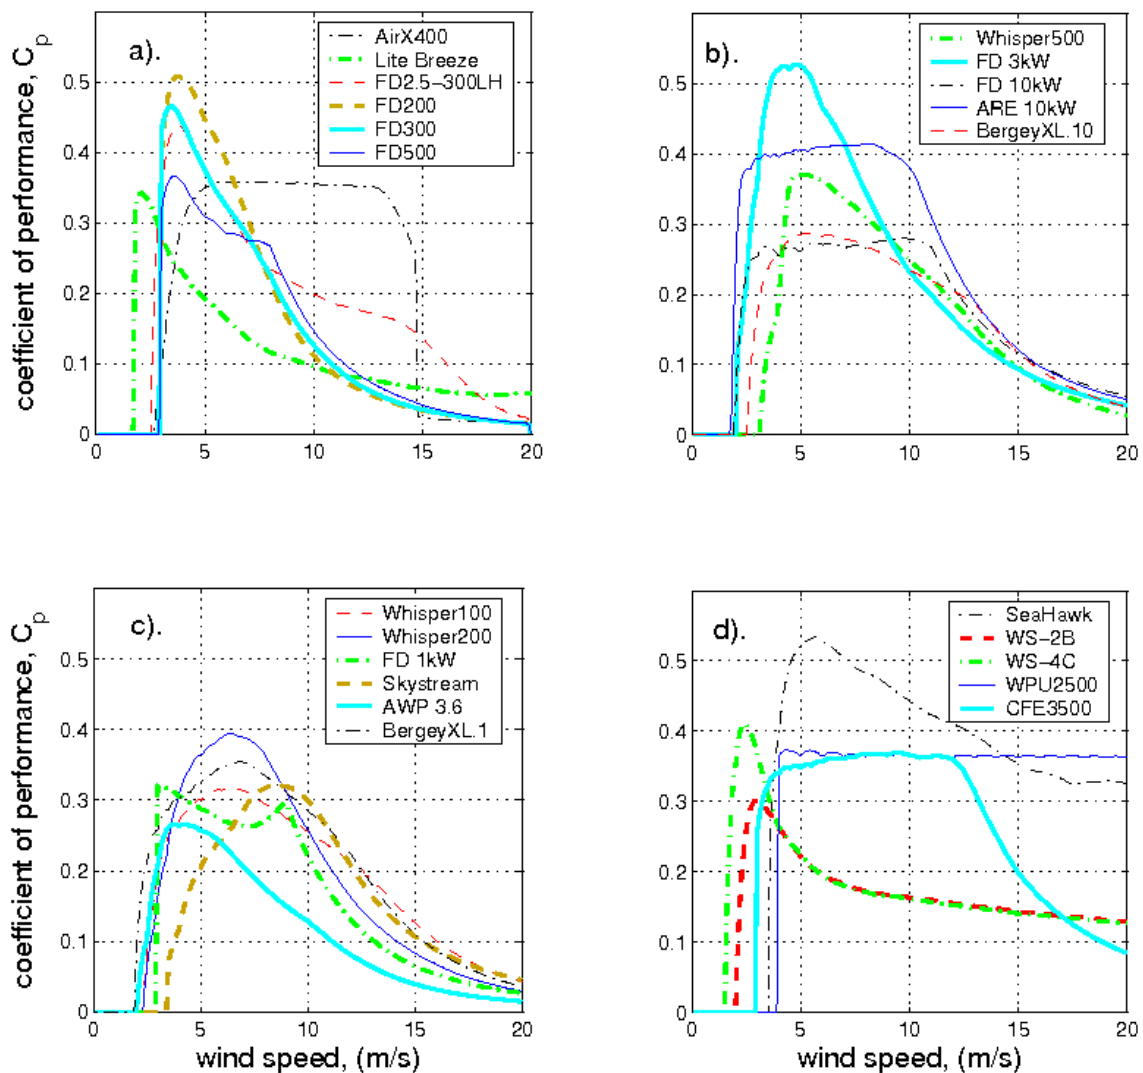 coefficient of performance, Cp
a).
AirX400
Lite Breeze
FD2.5-300LH
FD200
FD300
FD500
0.5
0.4
0.3
0.2
0.1
0
0 5 10 15 20
b).
Whisper500
FD 3kW
FD 10kW
ARE 10kW
BergeyXL.10
0.5
0.4
0.3
0.2
0.1
0
0 5 10 15 20
coefficient of performance, Cp
c).
Whisper100
Whisper200
FD 1kW
Skystream
AWP 3.6
BergeyXL.1
0.5
0.4
0.3
0.2
0.1
0
0 5 10 15 20
wind speed, (m/s)
d).
SeaHawk
WS-2B
WS-4C
WPU2500
CFE3500
0.5
0.4
0.3
0.2
0.1
0
0 5 10 15 20
wind speed, (m/s)